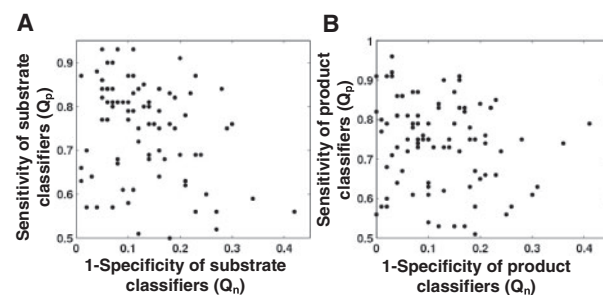 A
Sensitivity of substrate
classifiers (Qp)
0.9
0.8
0.7
0.6
0.5
0 0.1 0.2 0.3 0.4
1-Specificity of substrate
classifiers (Qn)
B
Sensitivity of product
classifiers (Qp)
1
0.9
0.8
0.7
0.6
0.5
0 0.1 0.2 0.3 0.4
1-Specificity of product
classifiers (Qn)